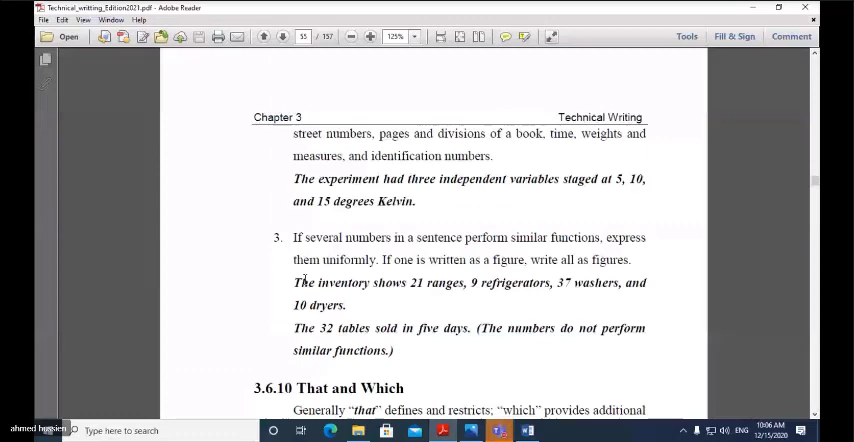 Technical_writting_Edition2021.pdf - Adobe Reader
File Edit View Window Help
Open 55 / 157 125% Tools Fill & Sign Comment
Chapter 3 Technical Writing
street numbers, pages and divisions of a book, time, weights and
measures, and identification numbers.
The experiment had three independent variables staged at 5, 10,
and 15 degrees Kelvin.
3. If several numbers in a sentence perform similar functions, express
them uniformly. If one is written as a figure, write all as figures.
The inventory shows 21 ranges, 9 refrigerators, 37 washers, and
10 dryers.
The 32 tables sold in five days. (The numbers do not perform
similar functions.)
3.6.10 That and Which
Generally “that” defines and restricts; “which” provides additional
ahmed hussien
Type here to search
10:06 AM
12/15/2020